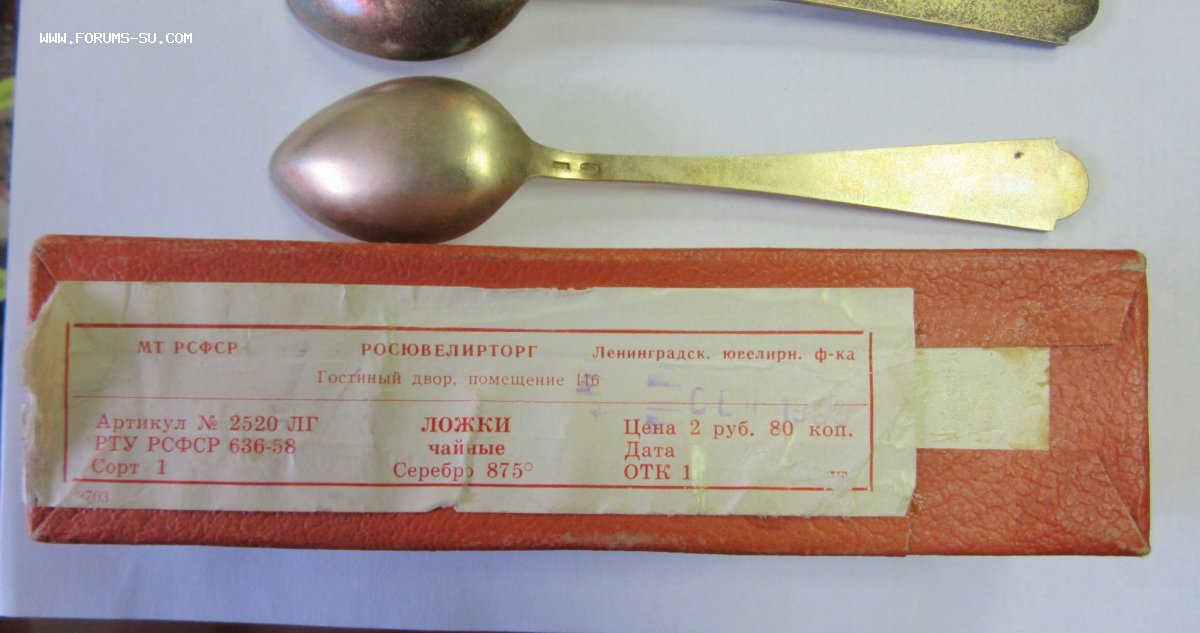 WWW.FORUMS-SU.COM
МТ РСФСР РОСЮВЕЛИРТОРГ Ленинградск. ювелирн. ф-ка
Гостиный двор, помещение 116
Артикул № 2520 ЛГ ЛОЖКИ Цена 2 руб. 80 коп.
РТУ РСФСР 636-58 чайные Дата
Сорт 1 Серебро 875° ОТК 1
3703